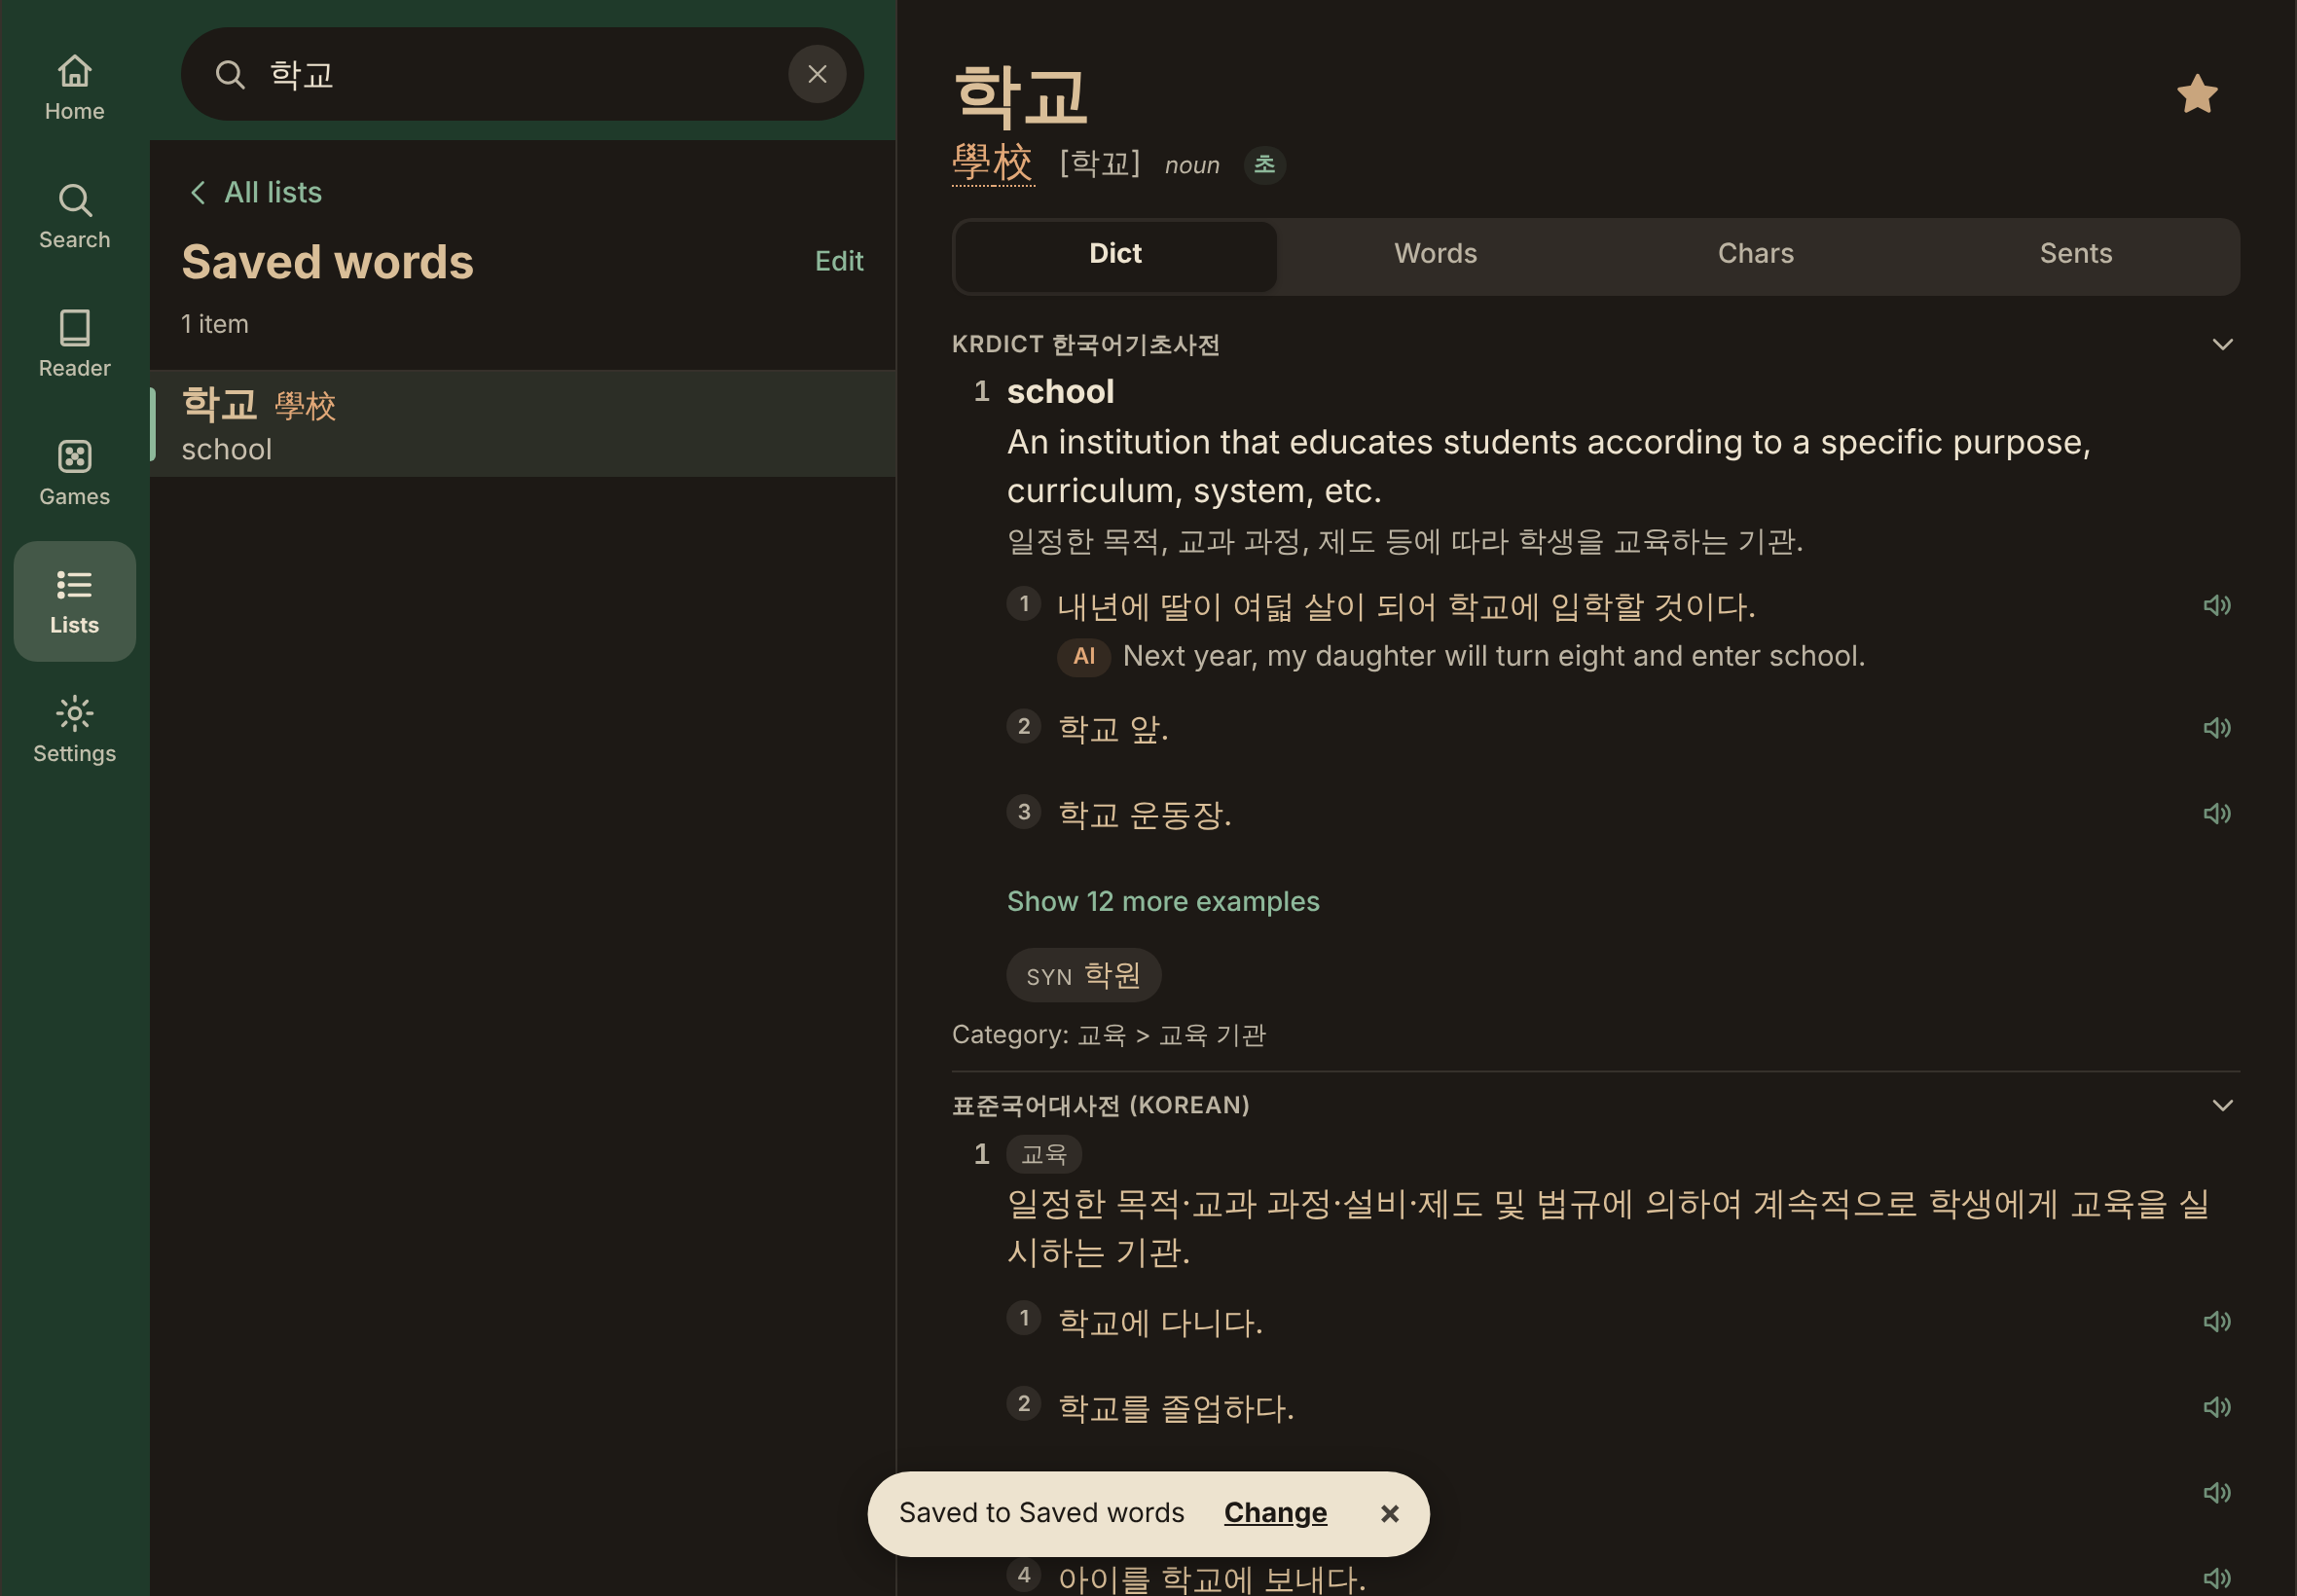 Home
Search
Reader
Games
Lists
Settings
학교
All lists
Saved words
Edit
1 item
학교 學校
school
학교
學校 [학꾜] noun 초
Dict Words Chars Sents
KRDICT 한국어기초사전
1 school
An institution that educates students according to a specific purpose,
curriculum, system, etc.
일정한 목적, 교과 과정, 제도 등에 따라 학생을 교육하는 기관.
1 내년에 딸이 여덟 살이 되어 학교에 입학할 것이다.
AI Next year, my daughter will turn eight and enter school.
2 학교 앞.
3 학교 운동장.
Show 12 more examples
SYN 학원
Category: 교육 > 교육 기관
표준국어대사전 (KOREAN)
1 교육
일정한 목적·교과 과정·설비·제도 및 법규에 의하여 계속적으로 학생에게 교육을 실
시하는 기관.
1 학교에 다니다.
2 학교를 졸업하다.
Saved to Saved words Change
4 아이를 학교에 보내다.